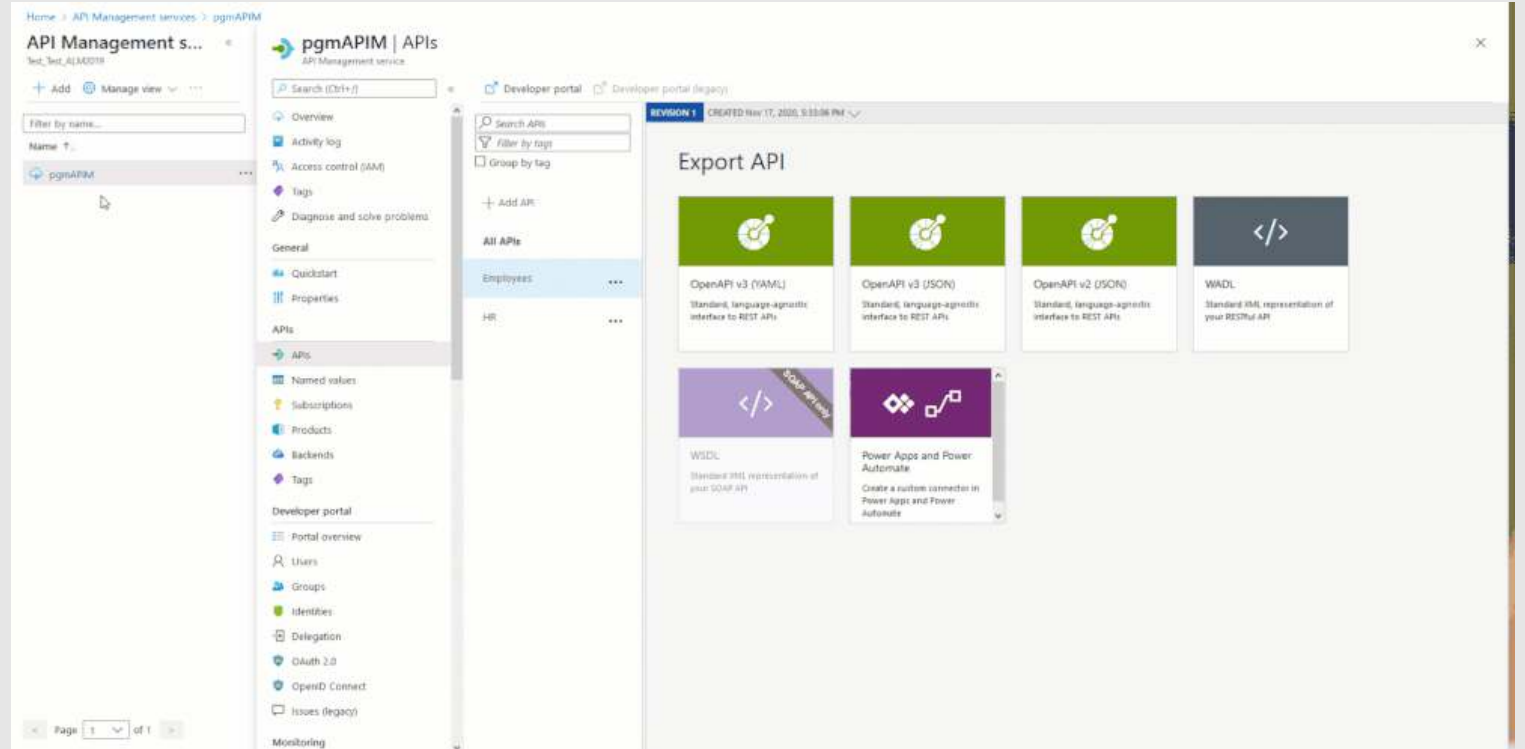 Home > API Management services > pgmAPIM
API Management s...
Test_Test_ALM2019
+ Add Manage view ...
Filter by name...
Name ↑
pgmAPIM ...
< Page 1 of 1 >
pgmAPIM | APIs
API Management service
Search (Ctrl+/)
Overview
Activity log
Access control (IAM)
Tags
Diagnose and solve problems
General
Quickstart
Properties
APIs
APIs
Named values
Subscriptions
Products
Backends
Tags
Developer portal
Portal overview
Users
Groups
Identities
Delegation
OAuth 2.0
OpenID Connect
Issues (legacy)
Monitoring
Developer portal Developer portal (legacy)
Search APIs
Filter by tags
Group by tag
+ Add API
All APIs
Employees ...
HR ...
REVISION 1 CREATED Nov 17, 2020, 5:33:06 PM
Export API
OpenAPI v3 (YAML)
Standard, language-agnostic
interface to REST APIs
OpenAPI v3 (JSON)
Standard, language-agnostic
interface to REST APIs
OpenAPI v2 (JSON)
Standard, language-agnostic
interface to REST APIs
</>
WADL
Standard XML representation of
your RESTful API
</>
SOAP API only
WSDL
Standard XML representation of
your SOAP API
Power Apps and Power
Automate
Create a custom connector in
Power Apps and Power
Automate